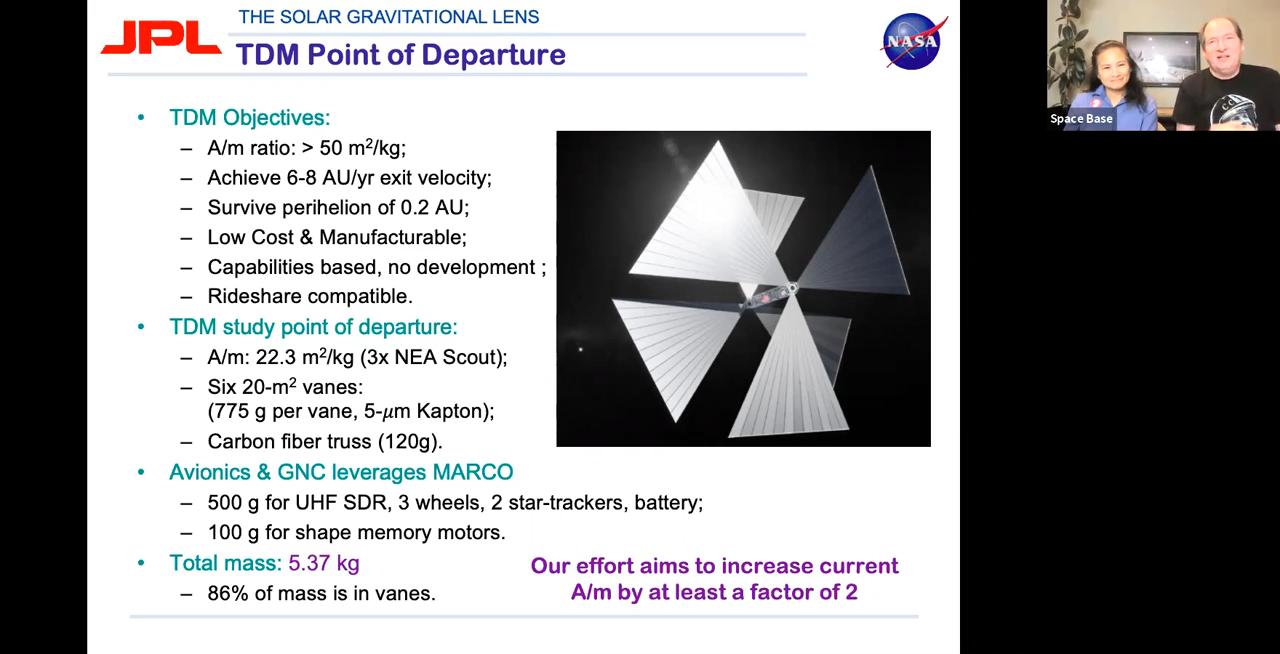 JPL
THE SOLAR GRAVITATIONAL LENS
TDM Point of Departure
NASA
Space Base
• TDM Objectives:
– A/m ratio: > 50 m²/kg;
– Achieve 6-8 AU/yr exit velocity;
– Survive perihelion of 0.2 AU;
– Low Cost & Manufacturable;
– Capabilities based, no development ;
– Rideshare compatible.
• TDM study point of departure:
– A/m: 22.3 m²/kg (3x NEA Scout);
– Six 20-m² vanes:
(775 g per vane, 5-μm Kapton);
– Carbon fiber truss (120g).
• Avionics & GNC leverages MARCO
– 500 g for UHF SDR, 3 wheels, 2 star-trackers, battery;
– 100 g for shape memory motors.
• Total mass: 5.37 kg
– 86% of mass is in vanes.
Our effort aims to increase current
A/m by at least a factor of 2